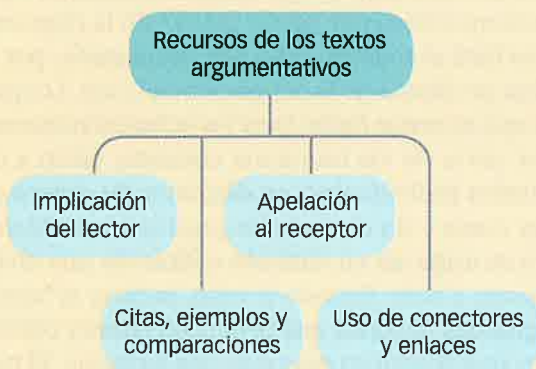 Recursos de los textos
argumentativos
Implicación
del lector
Apelación
al receptor
Citas, ejemplos y
comparaciones
Uso de conectores
y enlaces